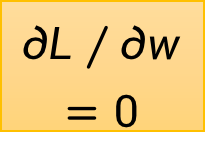 ∂L / ∂w
= 0